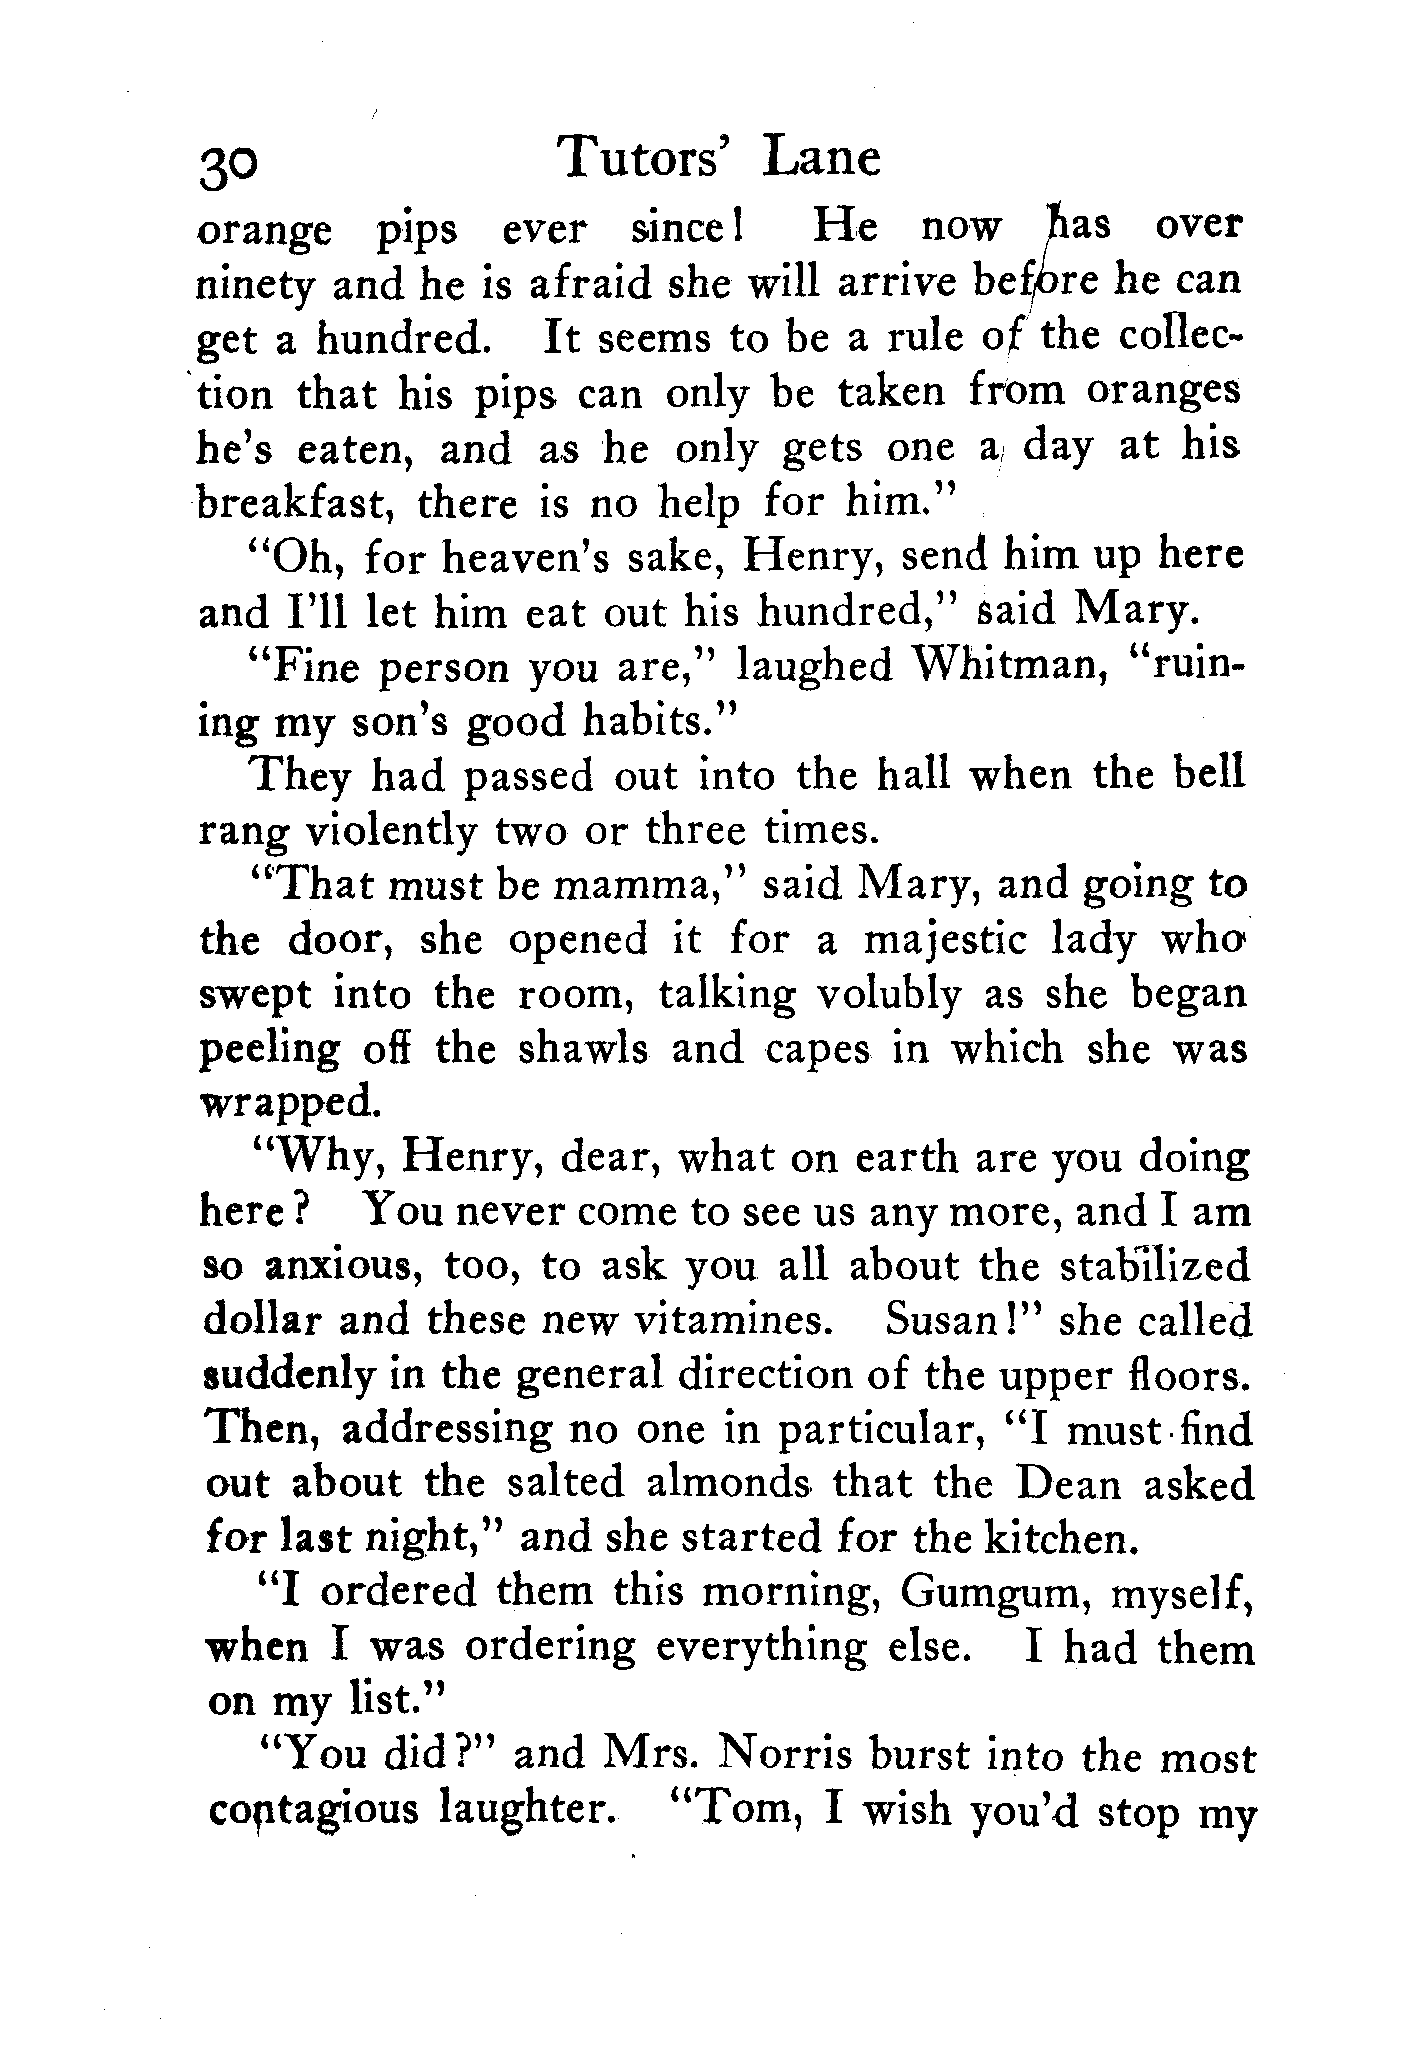 30 Tutors' Lane
orange pips ever since! He now has over
ninety and he is afraid she will arrive before he can
get a hundred. It seems to be a rule of the collec-
tion that his pips can only be taken from oranges
he's eaten, and as he only gets one a day at his
breakfast, there is no help for him."
"Oh, for heaven's sake, Henry, send him up here
and I'll let him eat out his hundred," said Mary.
"Fine person you are," laughed Whitman, "ruin-
ing my son's good habits."
They had passed out into the hall when the bell
rang violently two or three times.
"That must be mamma," said Mary, and going to
the door, she opened it for a majestic lady who
swept into the room, talking volubly as she began
peeling off the shawls and capes in which she was
wrapped.
"Why, Henry, dear, what on earth are you doing
here? You never come to see us any more, and I am
so anxious, too, to ask you all about the stabilized
dollar and these new vitamines. Susan!" she called
suddenly in the general direction of the upper floors.
Then, addressing no one in particular, "I must find
out about the salted almonds that the Dean asked
for last night," and she started for the kitchen.
"I ordered them this morning, Gumgum, myself,
when I was ordering everything else. I had them
on my list."
"You did?" and Mrs. Norris burst into the most
contagious laughter. "Tom, I wish you'd stop my